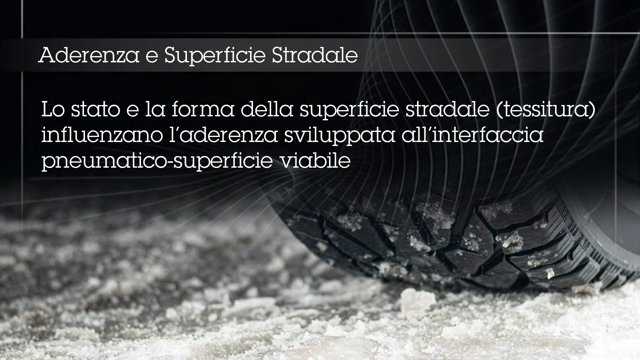 Aderenza e Superficie Stradale
Lo stato e la forma della superficie stradale (tessitura)
influenzano l'aderenza sviluppata all'interfaccia
pneumatico-superficie viabile